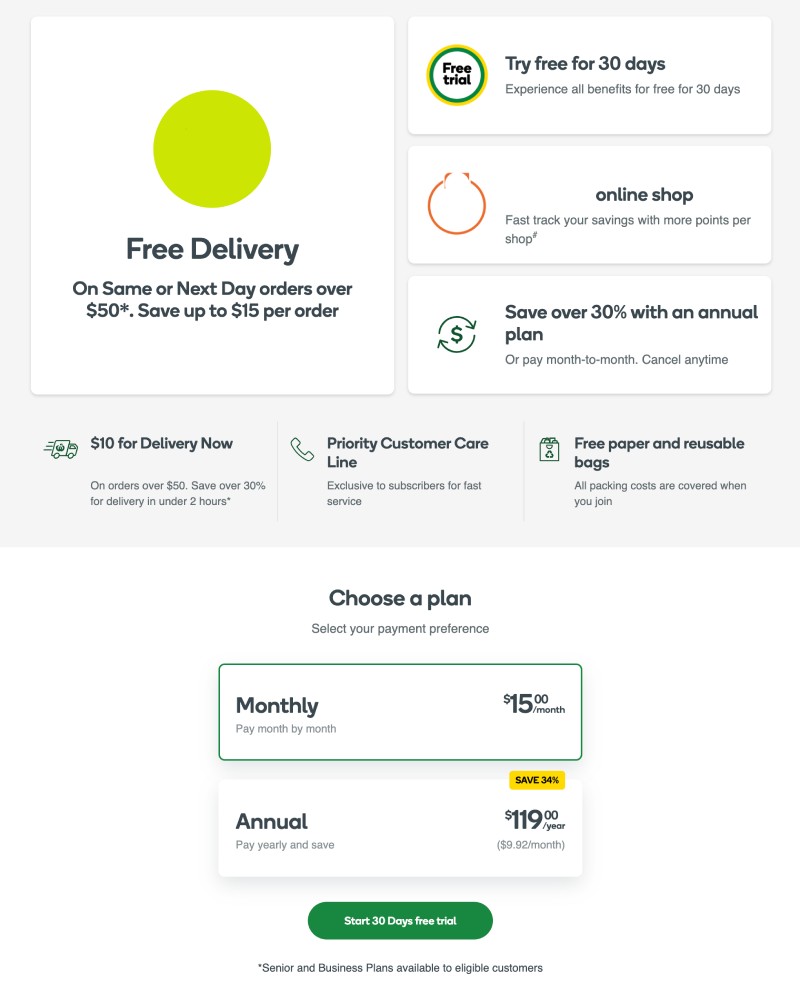 Free Delivery
On Same or Next Day orders over
$50*. Save up to $15 per order
Free
trial
Try free for 30 days
Experience all benefits for free for 30 days
online shop
Fast track your savings with more points per
shop#
$
Save over 30% with an annual
plan
Or pay month-to-month. Cancel anytime
$10 for Delivery Now
On orders over $50. Save over 30%
for delivery in under 2 hours*
Priority Customer Care
Line
Exclusive to subscribers for fast
service
Free paper and reusable
bags
All packing costs are covered when
you join
Choose a plan
Select your payment preference
Monthly
$15.00/month
Pay month by month
SAVE 34%
Annual
$119.00/year
Pay yearly and save
($9.92/month)
Start 30 Days free trial
*Senior and Business Plans available to eligible customers